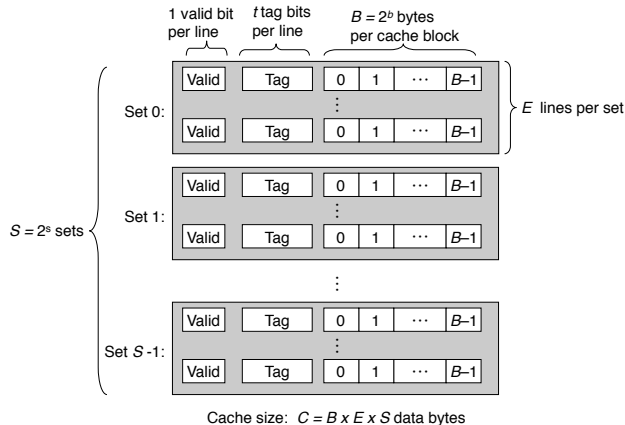 1 valid bit
per line
t tag bits
per line
B = 2ᵇ bytes
per cache block
Valid Tag 0 1 ··· B–1
Set 0:
⋮
E lines per set
Valid Tag 0 1 ··· B–1
Valid Tag 0 1 ··· B–1
Set 1:
⋮
Valid Tag 0 1 ··· B–1
S = 2ˢ sets
⋮
Valid Tag 0 1 ··· B–1
Set S -1:
⋮
Valid Tag 0 1 ··· B–1
Cache size: C = B x E x S data bytes